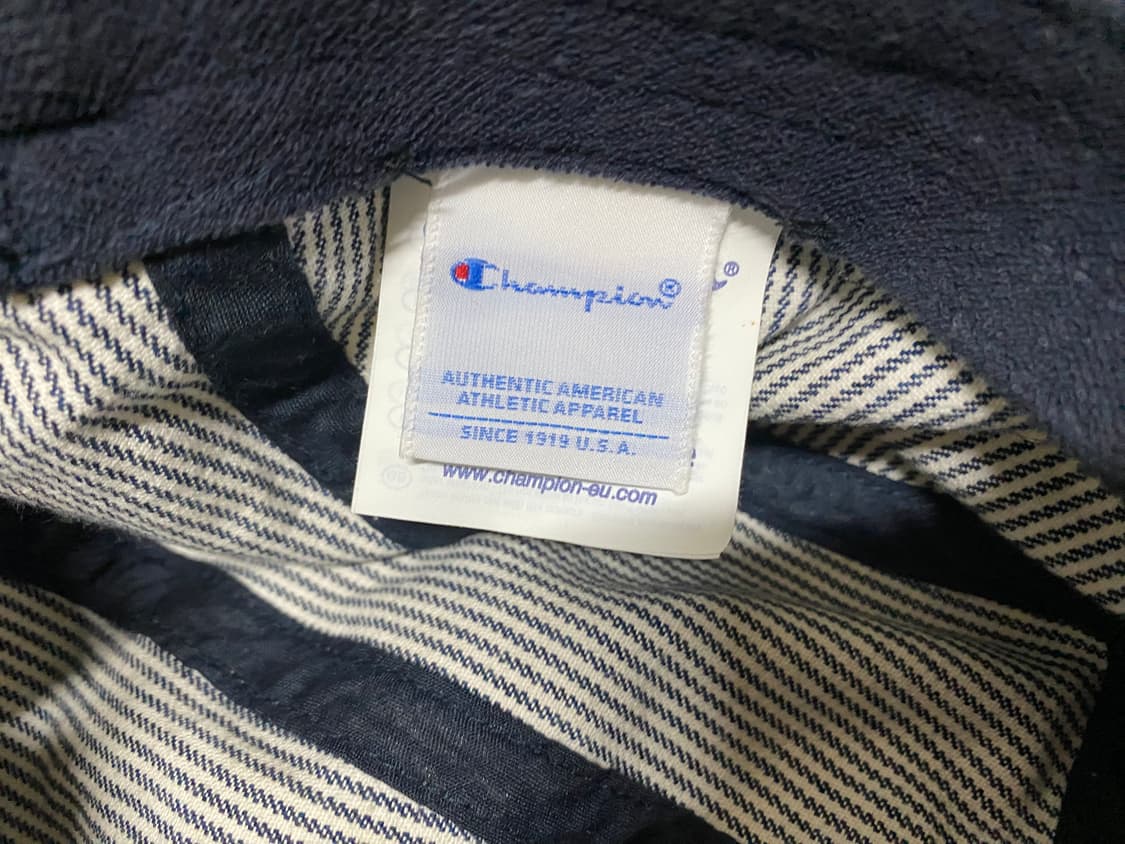 Champion®
®
AUTHENTIC AMERICAN
ATHLETIC APPAREL
SINCE 1919 U.S.A.
www.champion-eu.com